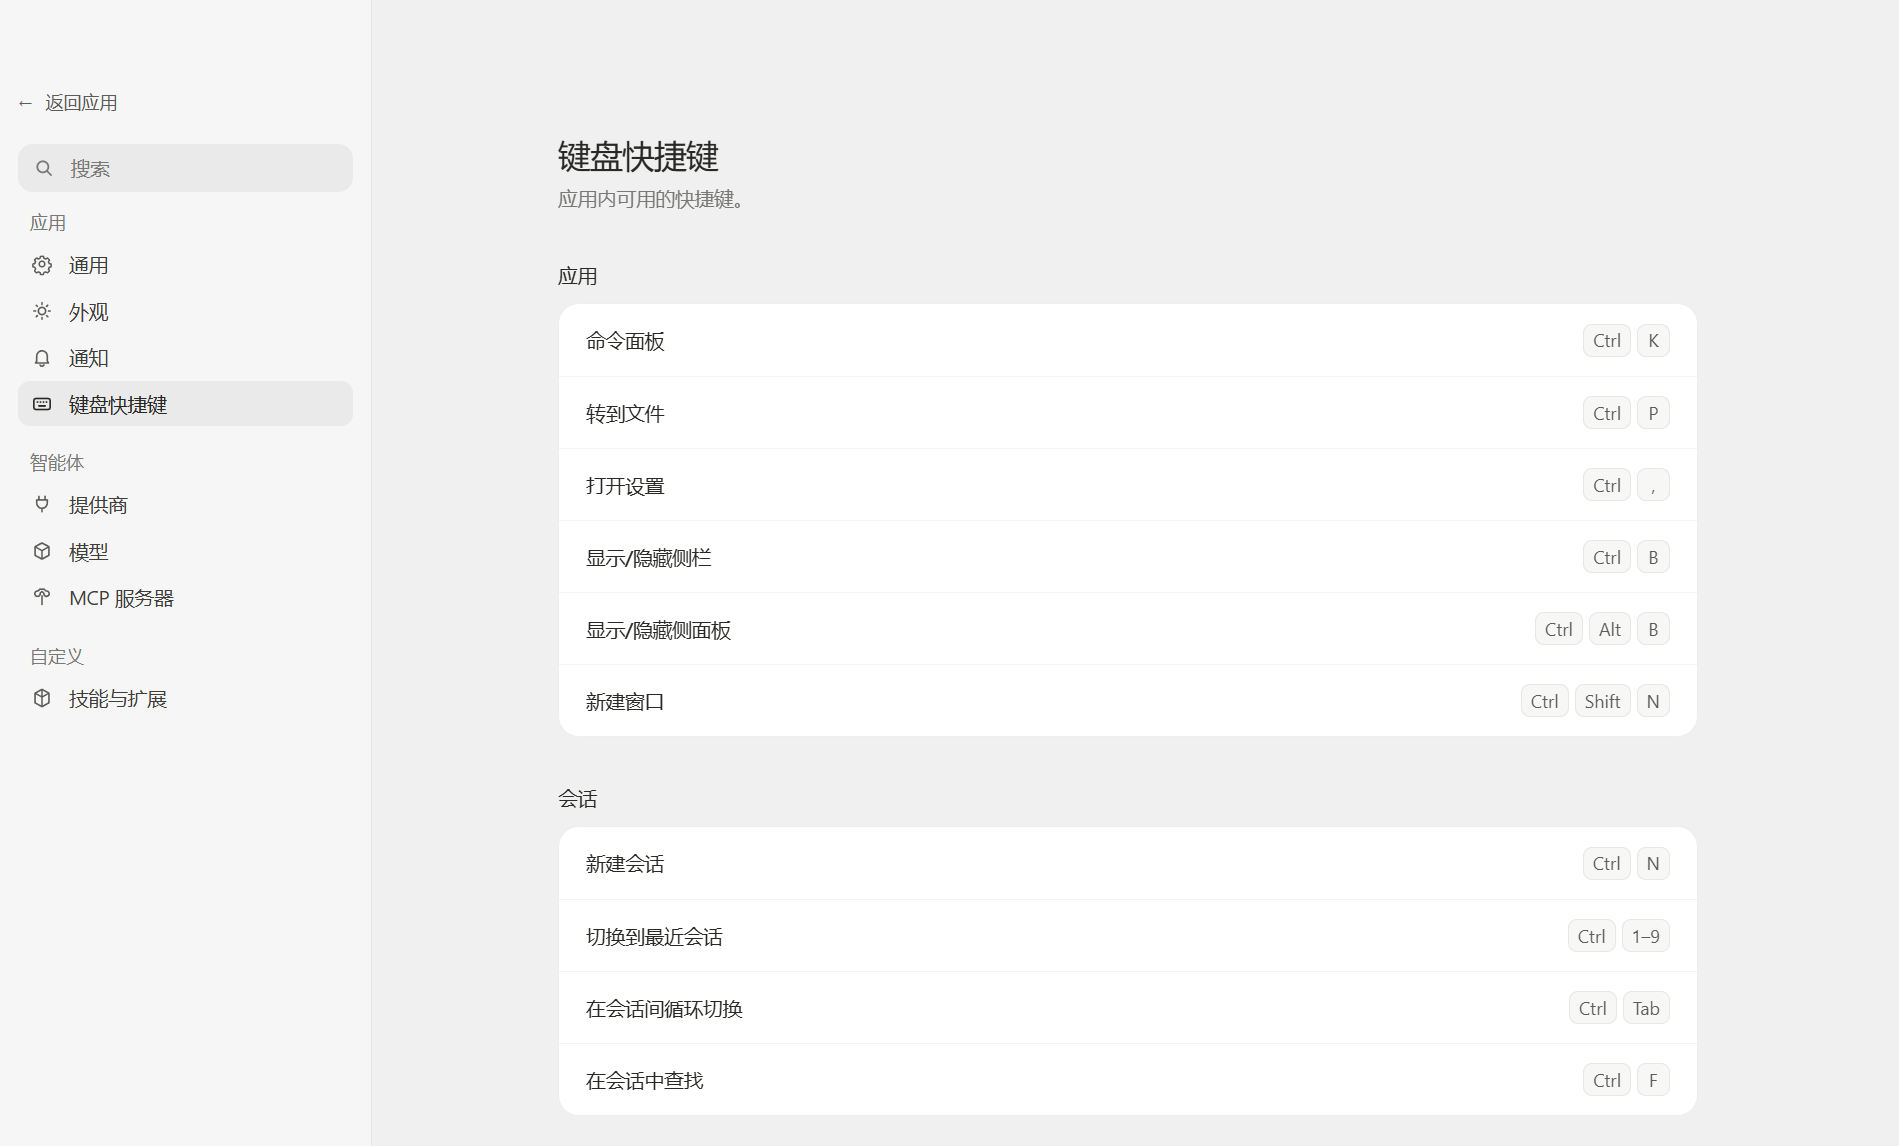 ← 返回应用
搜索
应用
通用
外观
通知
键盘快捷键
智能体
提供商
模型
MCP 服务器
自定义
技能与扩展
键盘快捷键
应用内可用的快捷键。
应用
命令面板 Ctrl K
转到文件 Ctrl P
打开设置 Ctrl ,
显示/隐藏侧栏 Ctrl B
显示/隐藏侧面板 Ctrl Alt B
新建窗口 Ctrl Shift N
会话
新建会话 Ctrl N
切换到最近会话 Ctrl 1–9
在会话间循环切换 Ctrl Tab
在会话中查找 Ctrl F